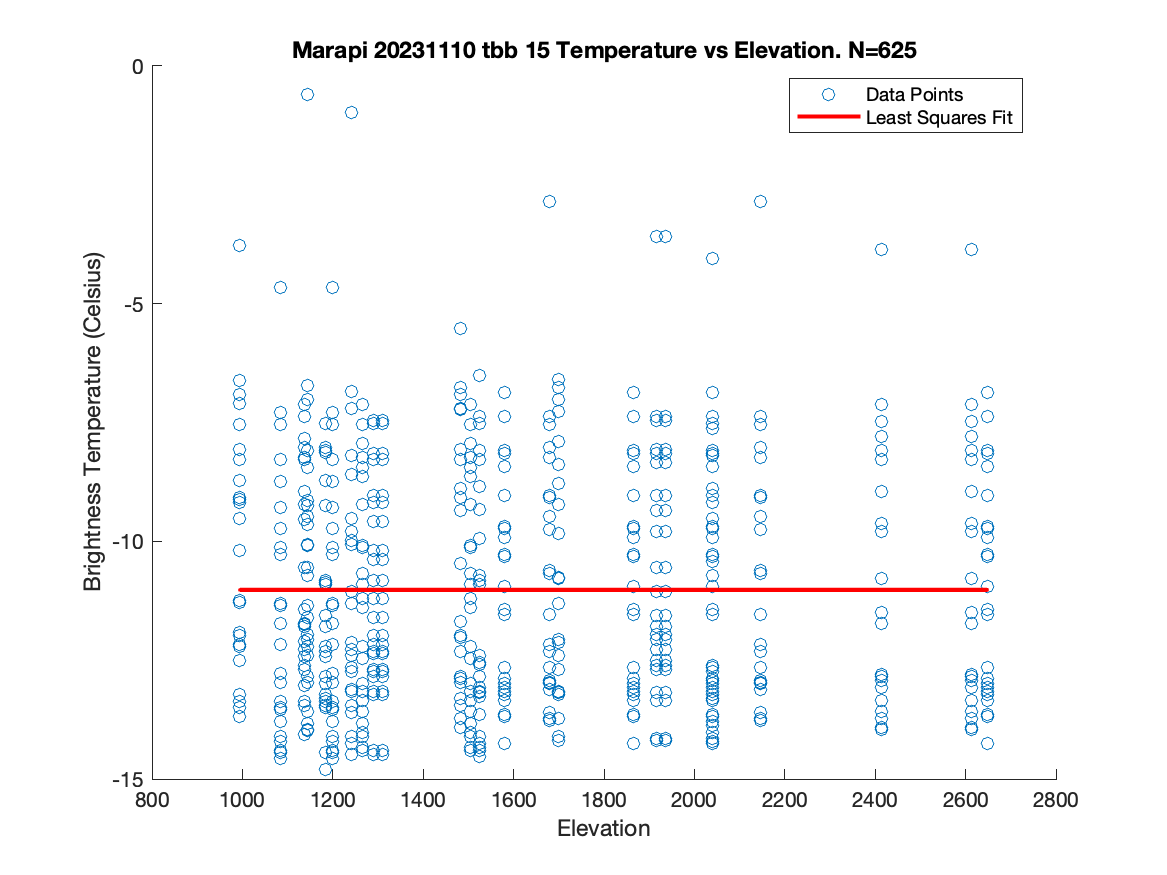 Marapi 20231110 tbb 15 Temperature vs Elevation. N=625
Data Points
Least Squares Fit
0
-5
-10
-15
Brightness Temperature (Celsius)
800 1000 1200 1400 1600 1800 2000 2200 2400 2600 2800
Elevation